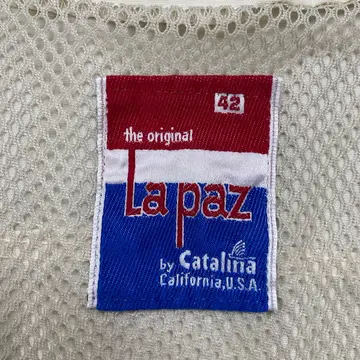 42
the original
La paz
by Catalina
California, U.S.A.